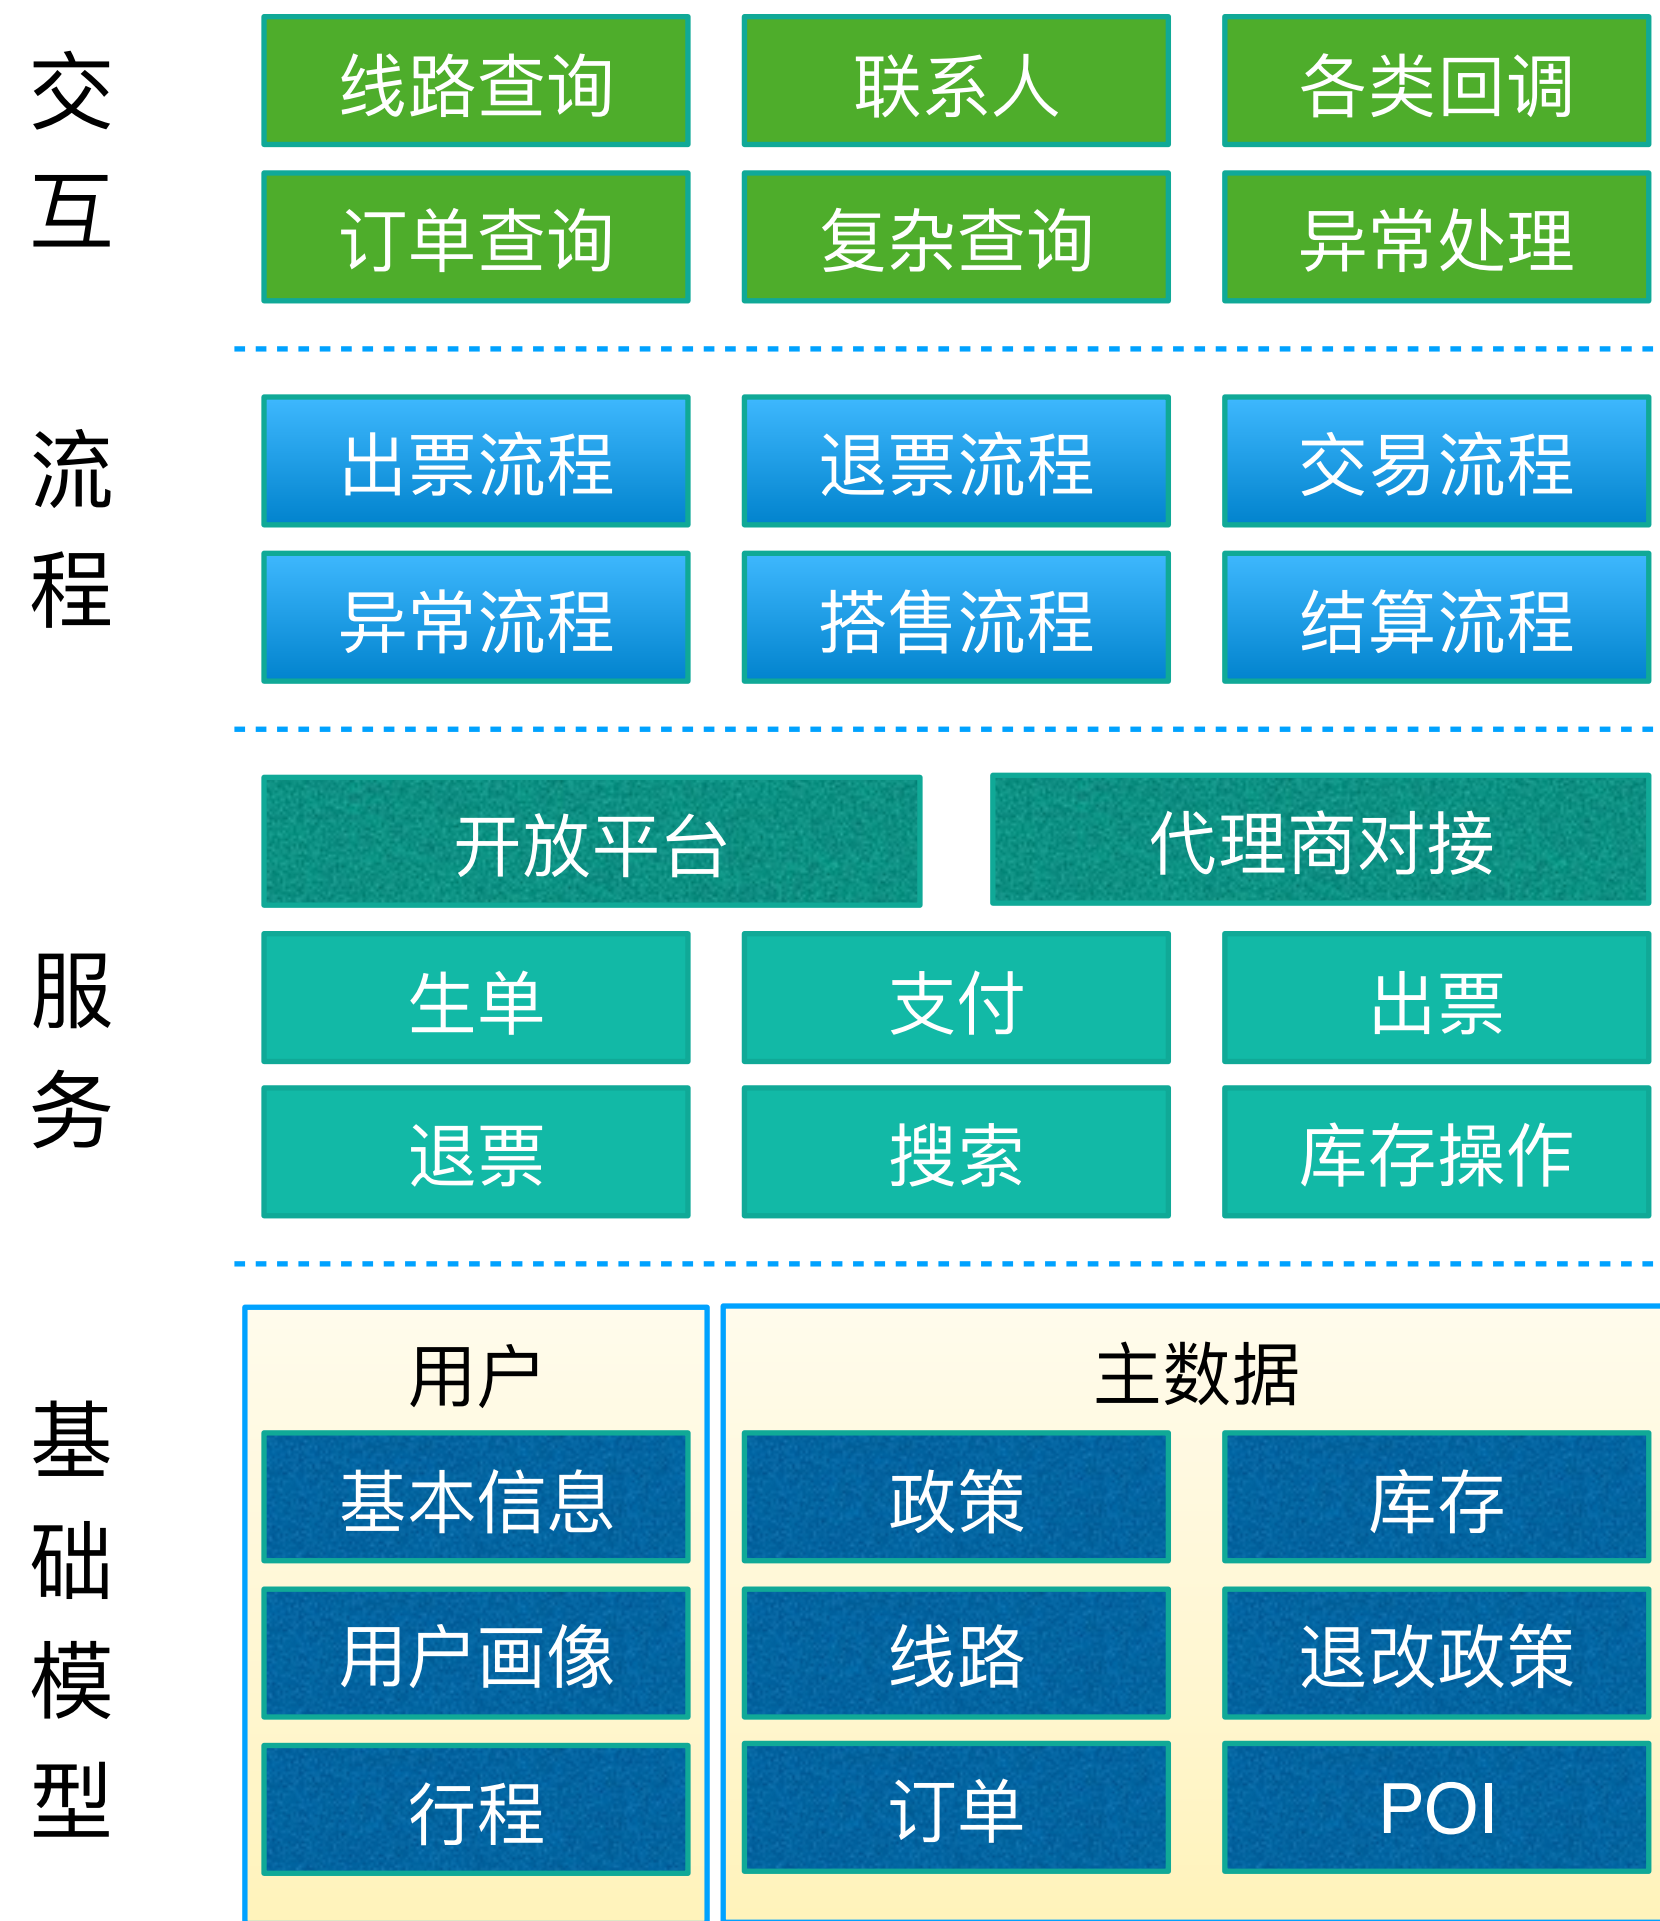 交互
线路查询
联系人
各类回调
订单查询
复杂查询
异常处理
流程
出票流程
退票流程
交易流程
异常流程
搭售流程
结算流程
服务
开放平台
代理商对接
生单
支付
出票
退票
搜索
库存操作
基础模型
用户
主数据
基本信息
政策
库存
用户画像
线路
退改政策
行程
订单
POI